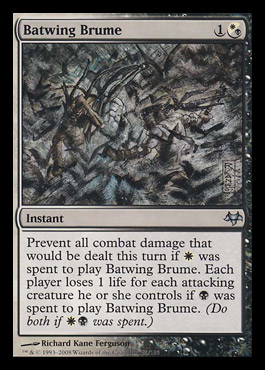 Batwing Brume 1
Instant
Prevent all combat damage that
would be dealt this turn if
was spent to play Batwing Brume. Each
player loses 1 life for each attacking
creature he or she controls if was
spent to play Batwing Brume. (Do
both if was spent.)
Richard Kane Ferguson
™ & © 1993–2008 Wizards of the Coast